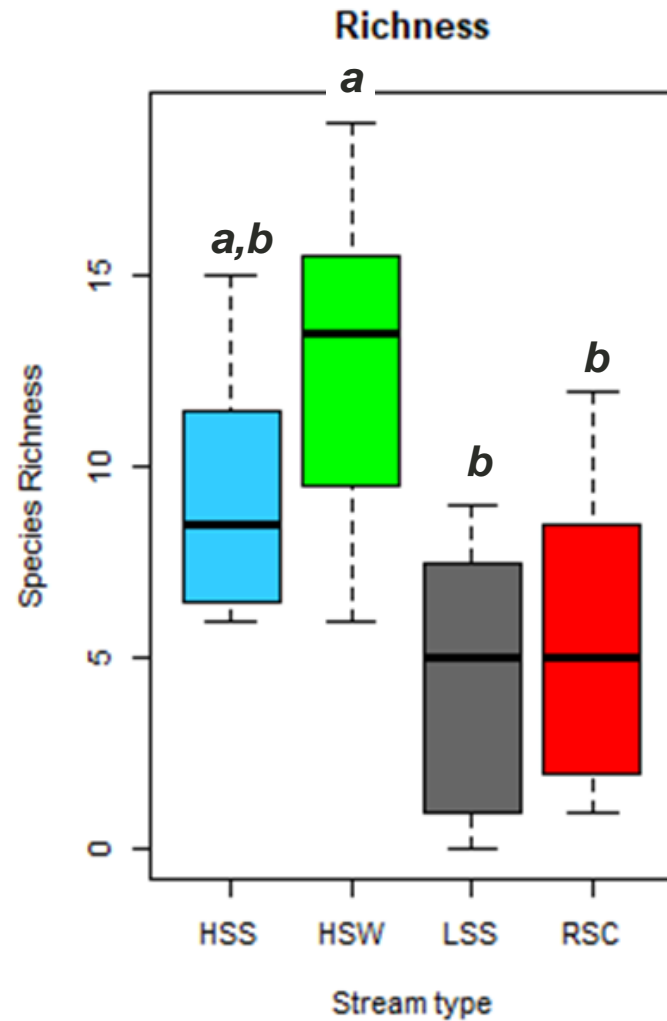 Richness
a
a,b
b
b
Species Richness
15
10
5
0
HSS HSW LSS RSC
Stream type